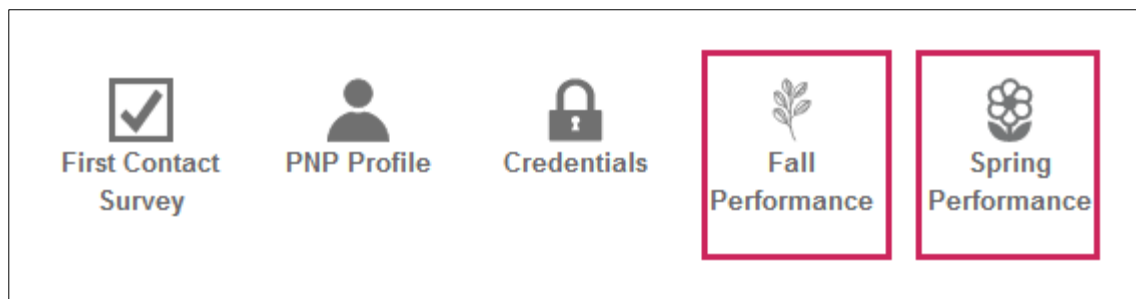 First Contact
Survey
PNP Profile
Credentials
Fall
Performance
Spring
Performance